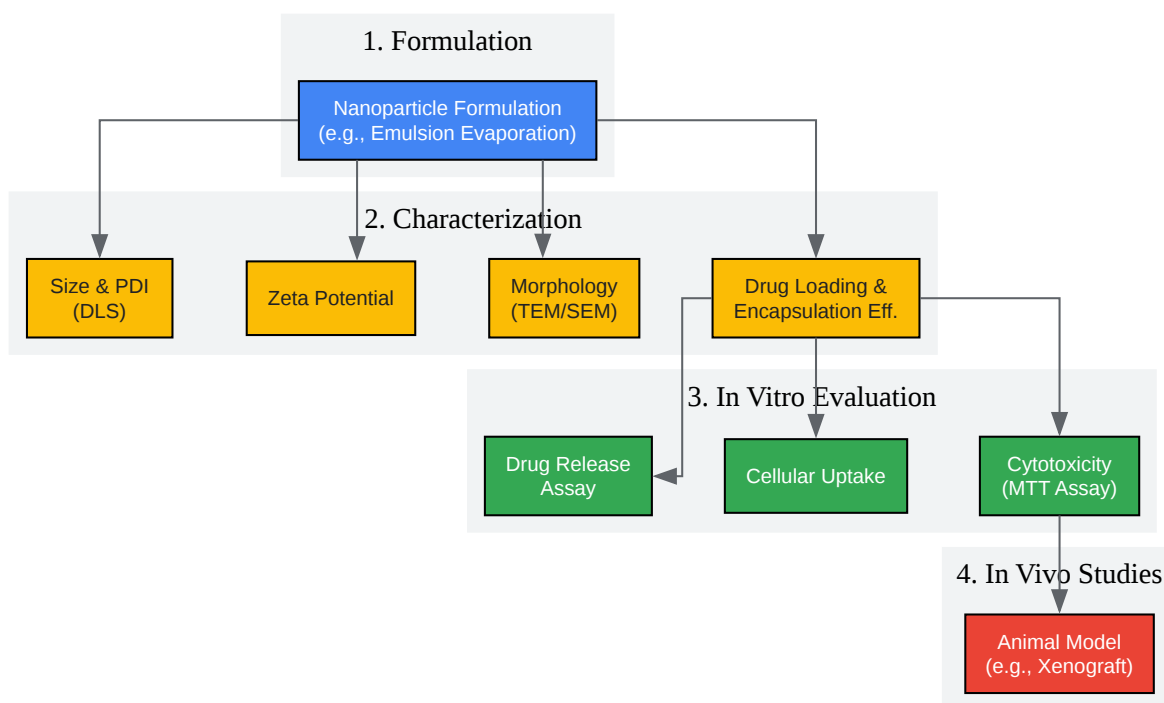 1. Formulation
Nanoparticle Formulation
(e.g., Emulsion Evaporation)
2. Characterization
Size & PDI
(DLS)
Zeta Potential
Morphology
(TEM/SEM)
Drug Loading &
Encapsulation Eff.
3. In Vitro Evaluation
Drug Release
Assay
Cellular Uptake
Cytotoxicity
(MTT Assay)
4. In Vivo Studies
Animal Model
(e.g., Xenograft)